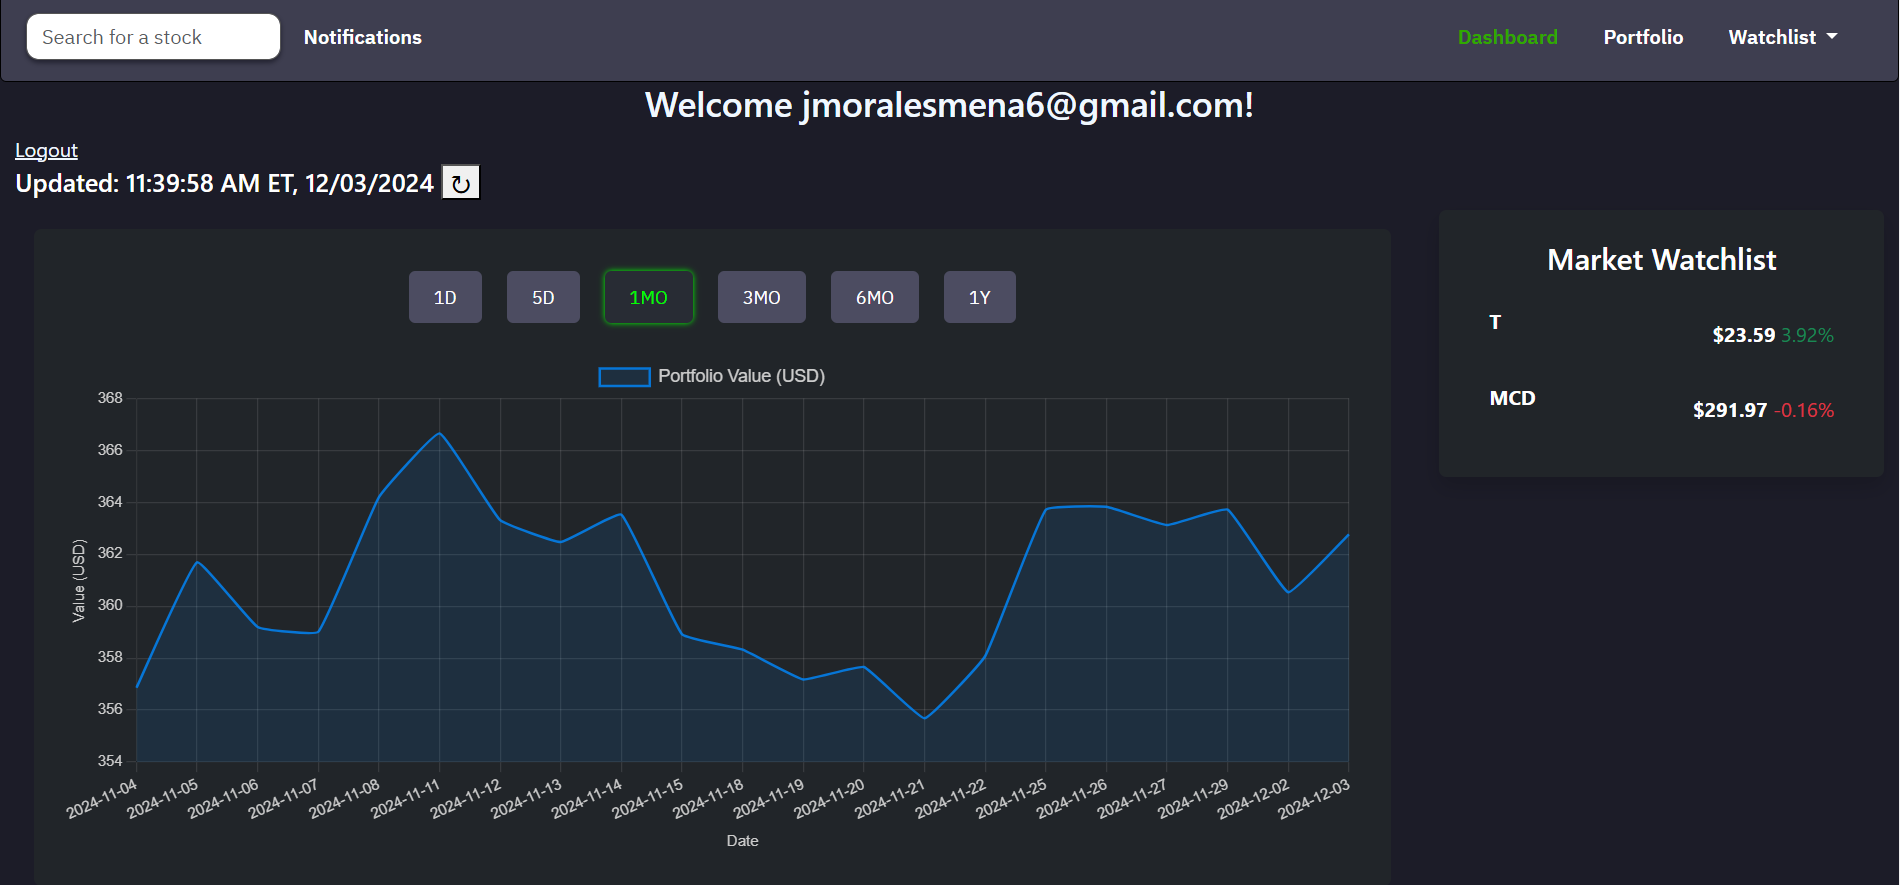 Search for a stock Notifications Dashboard Portfolio Watchlist
Welcome jmoralesmena6@gmail.com!
Logout
Updated: 11:39:58 AM ET, 12/03/2024 ↻
1D 5D 1MO 3MO 6MO 1Y
Portfolio Value (USD)
368
366
364
362
360
358
356
354
Value (USD)
2024-11-04 2024-11-05 2024-11-06 2024-11-07 2024-11-08 2024-11-11 2024-11-12 2024-11-13 2024-11-14 2024-11-15 2024-11-18 2024-11-19 2024-11-20 2024-11-21 2024-11-22 2024-11-25 2024-11-26 2024-11-27 2024-11-29 2024-12-02 2024-12-03
Date
Market Watchlist
T
$23.59 3.92%
MCD
$291.97 -0.16%